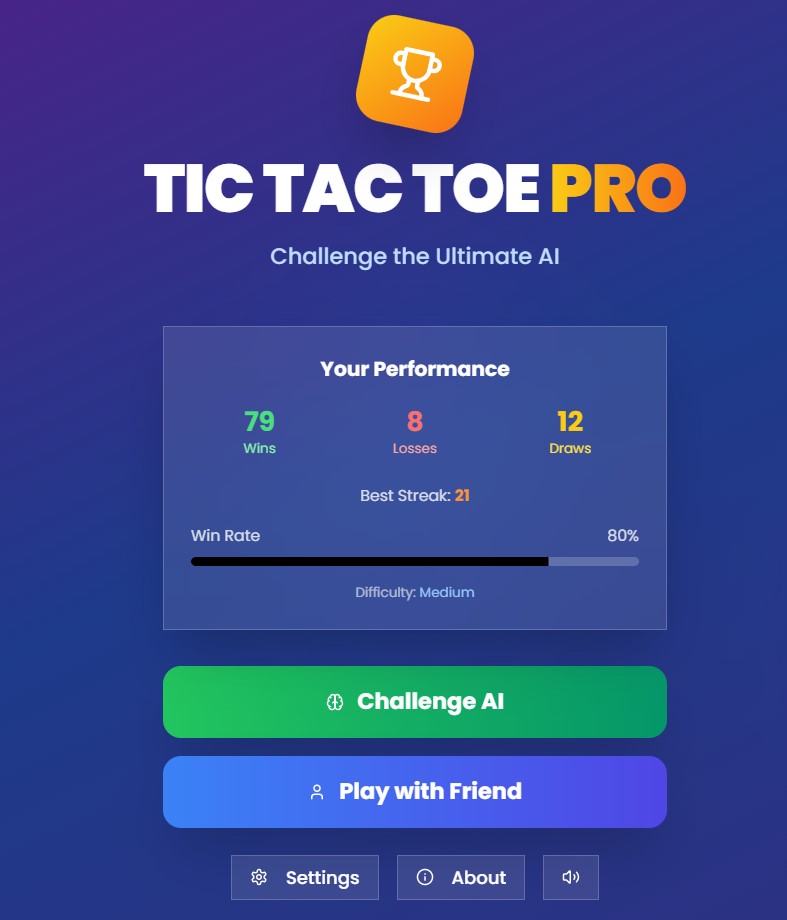 TIC TAC TOE PRO
Challenge the Ultimate AI
Your Performance
79 8 12
Wins Losses Draws
Best Streak: 21
Win Rate 80%
Difficulty: Medium
Challenge AI
Play with Friend
Settings About